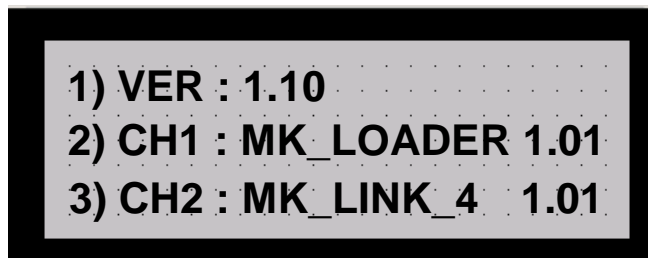 1) VER : 1.10
2) CH1 : MK_LOADER 1.01
3) CH2 : MK_LINK_4 1.01